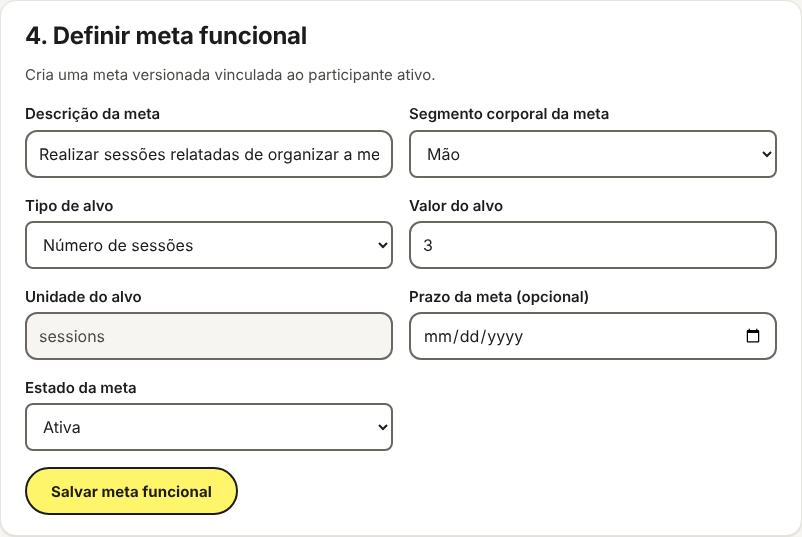 4. Definir meta funcional
Cria uma meta versionada vinculada ao participante ativo.
Descrição da meta
Segmento corporal da meta
Realizar sessões relatadas de organizar a me
Mão
Tipo de alvo
Valor do alvo
Número de sessões
3
Unidade do alvo
Prazo da meta (opcional)
sessions
mm/dd/yyyy
Estado da meta
Ativa
Salvar meta funcional